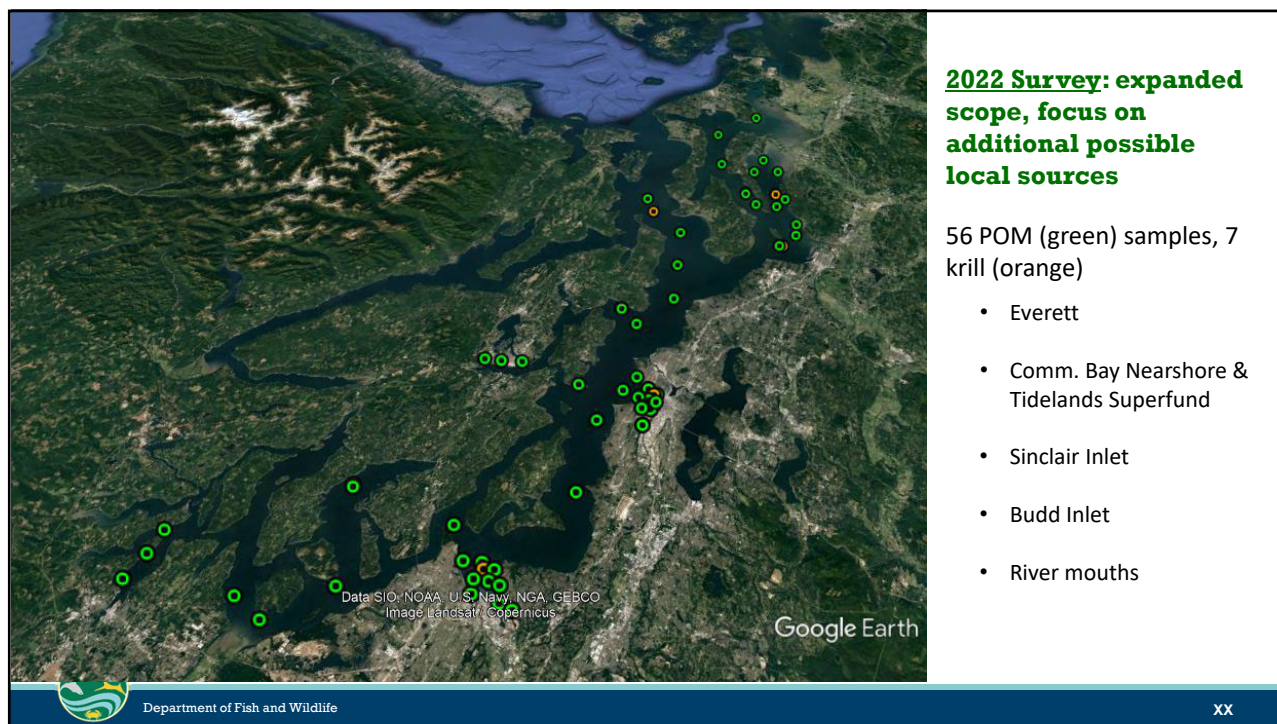 2022 Survey: expanded
scope, focus on
additional possible
local sources
56 POM (green) samples, 7
krill (orange)
• Everett
• Comm. Bay Nearshore &
Tidelands Superfund
• Sinclair Inlet
• Budd Inlet
• River mouths
Data SIO, NOAA, U.S. Navy, NGA, GEBCO
Image Landsat / Copernicus
Google Earth
Department of Fish and Wildlife
XX